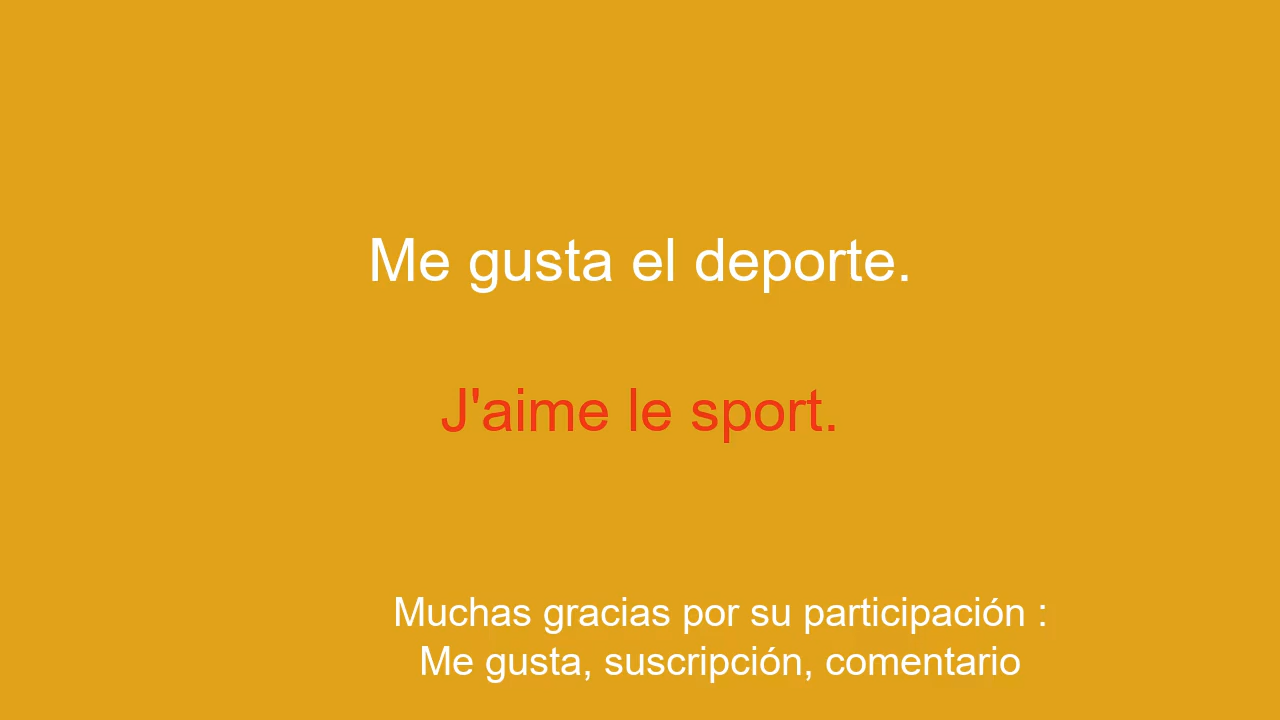 Me gusta el deporte.
J'aime le sport.
Muchas gracias por su participación :
Me gusta, suscripción, comentario